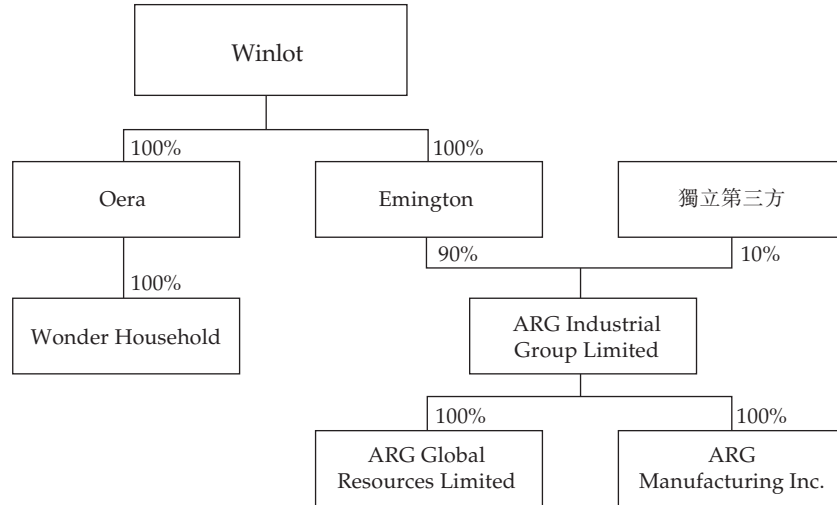 Winlot
100%
100%
Oera
Emington
獨立第三方
90%
10%
100%
Wonder Household
ARG Industrial
Group Limited
100%
100%
ARG Global
Resources Limited
ARG
Manufacturing Inc.